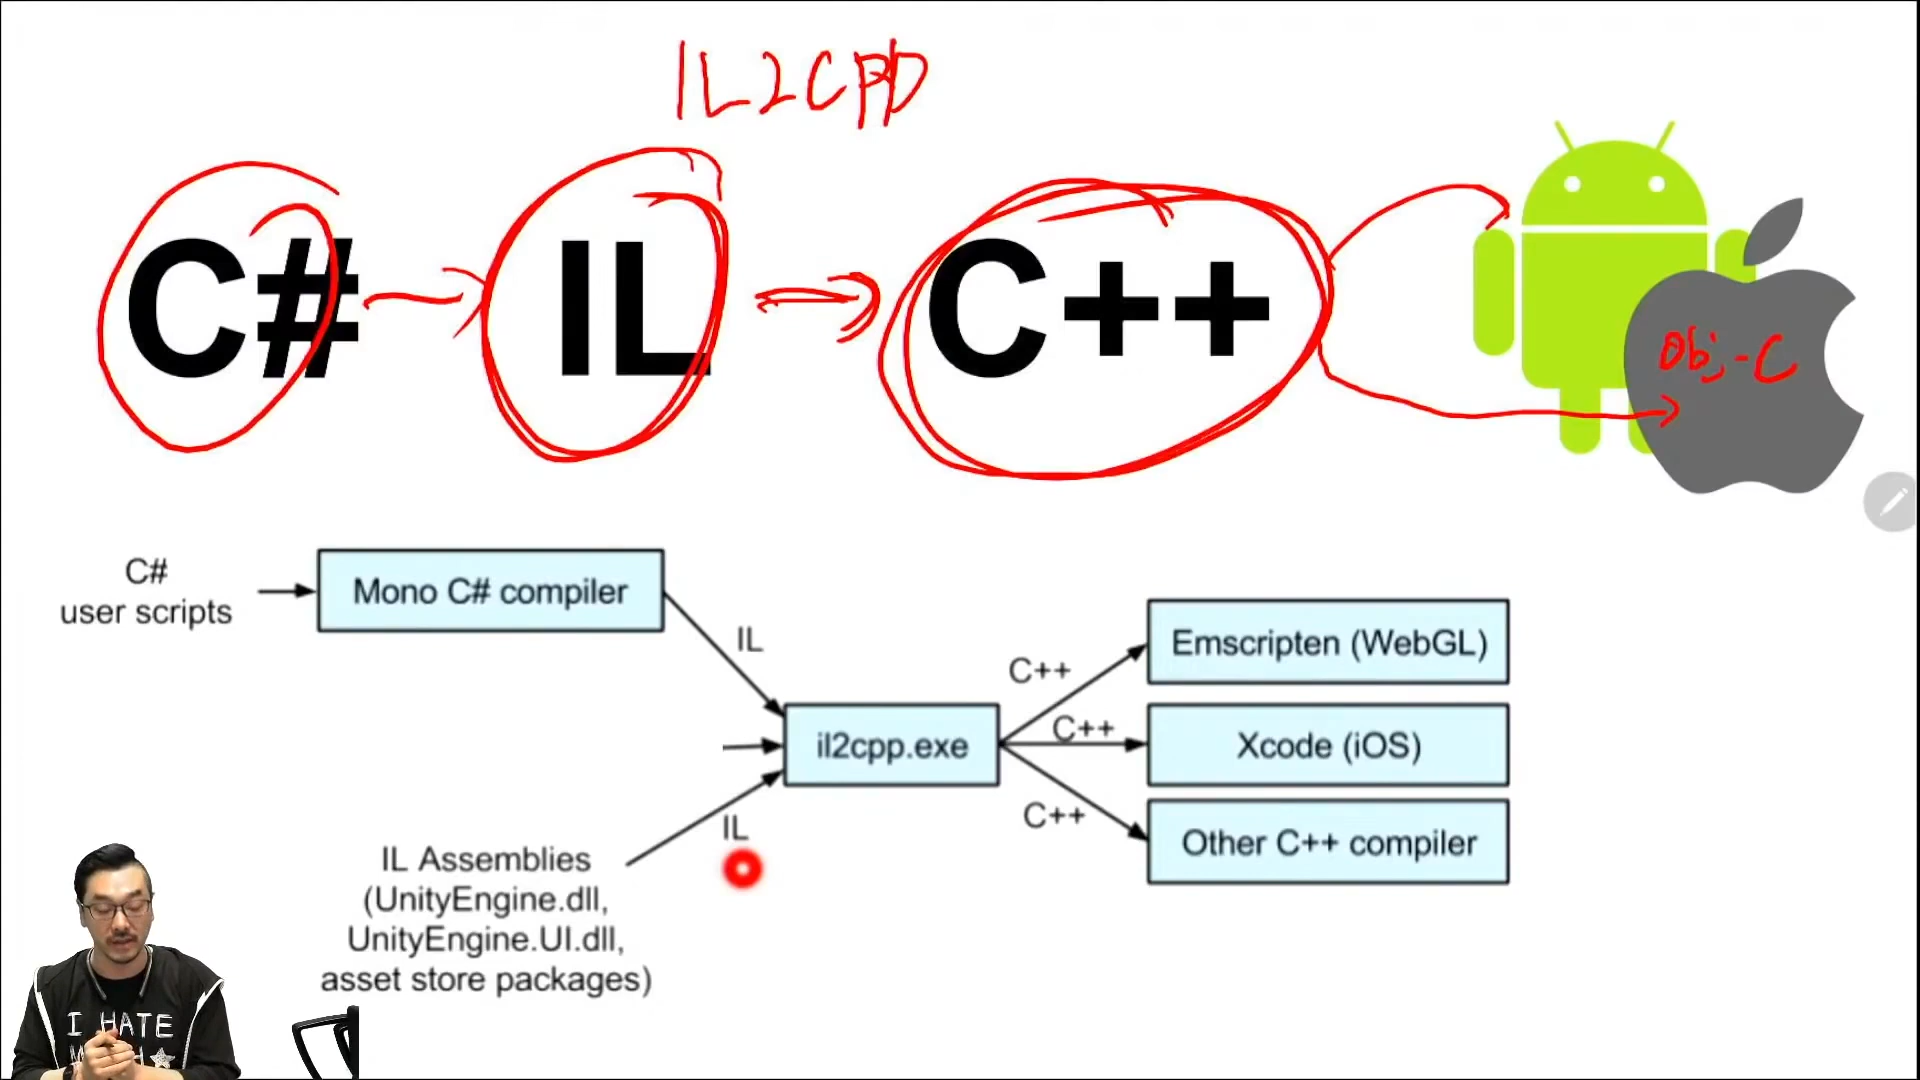 IL2CPP
C# IL C++
Obj-C
C#
user scripts
Mono C# compiler
IL
Emscripten (WebGL)
C++
C++
il2cpp.exe
Xcode (iOS)
C++
IL
Other C++ compiler
IL Assemblies
(UnityEngine.dll,
UnityEngine.UI.dll,
asset store packages)
I HATE